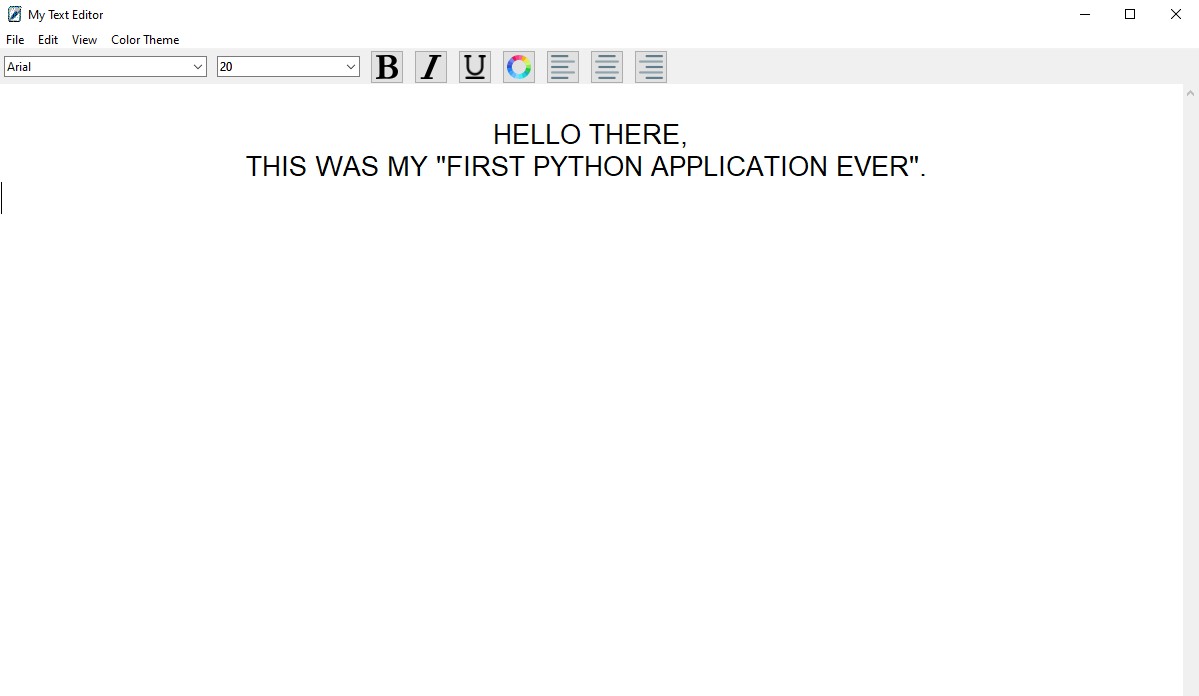 My Text Editor
File Edit View Color Theme
Arial 20 B I U
HELLO THERE,
THIS WAS MY "FIRST PYTHON APPLICATION EVER".